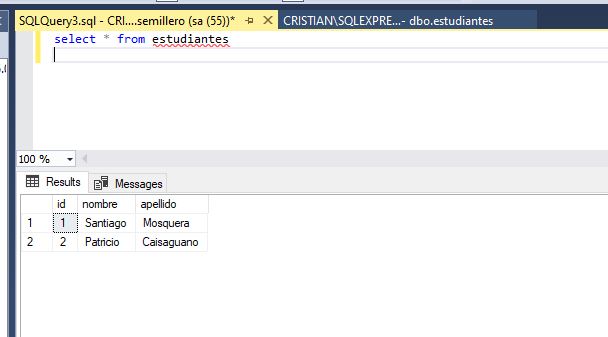 SQLQuery3.sql - CRI....semillero (sa (55))* CRISTIAN\SQLEXPRE...- dbo.estudiantes
select * from estudiantes
100 %
Results Messages
id nombre apellido
1 1 Santiago Mosquera
2 2 Patricio Caisaguano